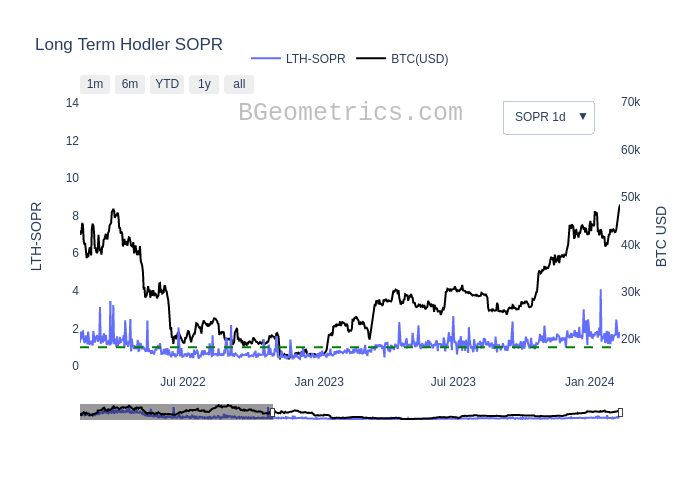 Long Term Hodler SOPR
LTH-SOPR
BTC(USD)
1m
6m
YTD
1y
all
BGeometrics.com
SOPR 1d
14
12
10
8
6
4
2
0
LTH-SOPR
70k
60k
50k
40k
30k
20k
BTC USD
Jul 2022
Jan 2023
Jul 2023
Jan 2024